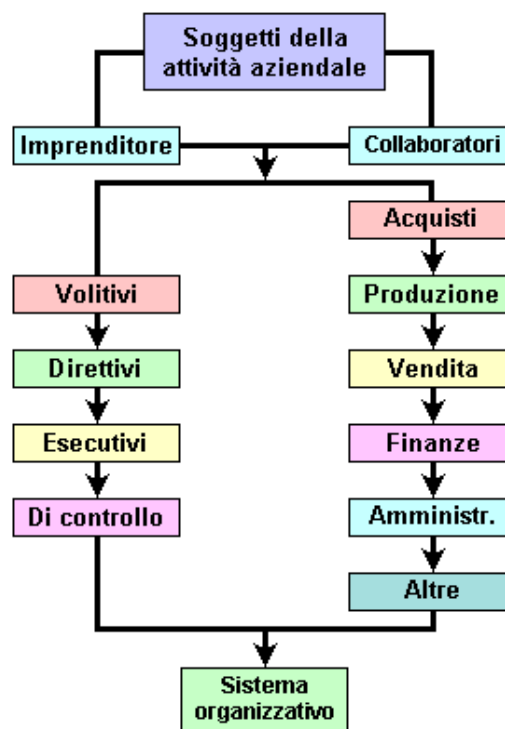 Soggetti della
attività aziendale
Imprenditore
Collaboratori
Acquisti
Volitivi
Produzione
Direttivi
Vendita
Esecutivi
Finanze
Di controllo
Amministr.
Altre
Sistema
organizzativo